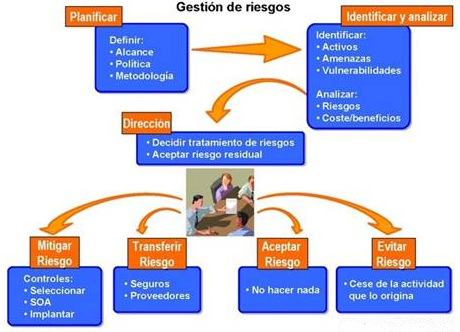 Gestión de riesgos
Planificar
Definir:
• Alcance
• Política
• Metodología
Identificar y analizar
Identificar:
• Activos
• Amenazas
• Vulnerabilidades
Analizar:
• Riesgos
• Coste/beneficios
Dirección
• Decidir tratamiento de riesgos
• Aceptar riesgo residual
Mitigar
Riesgo
Controles:
• Seleccionar
• SOA
• Implantar
Transferir
Riesgo
• Seguros
• Proveedores
Aceptar
Riesgo
• No hacer nada
Evitar
Riesgo
• Cese de la actividad
que lo origina